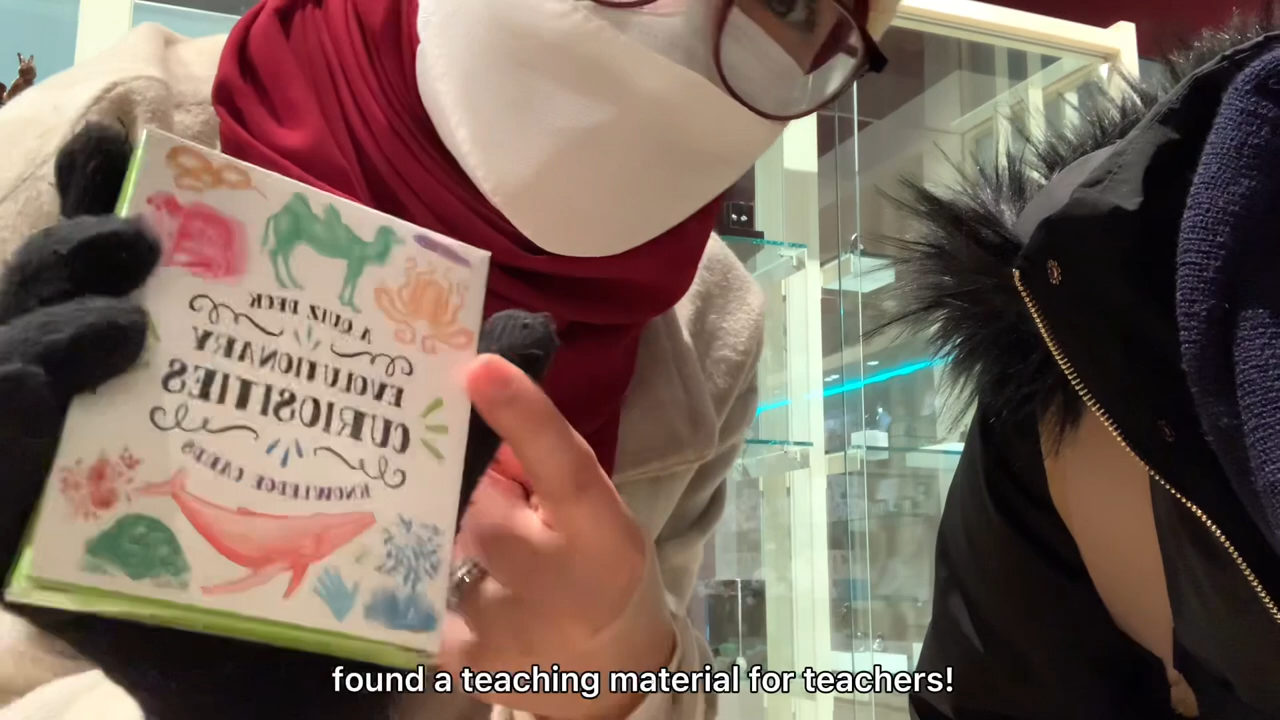 A QUIZ DECK
EVOLUTIONARY
CURIOSITIES
KNOWLEDGE CARDS
found a teaching material for teachers!